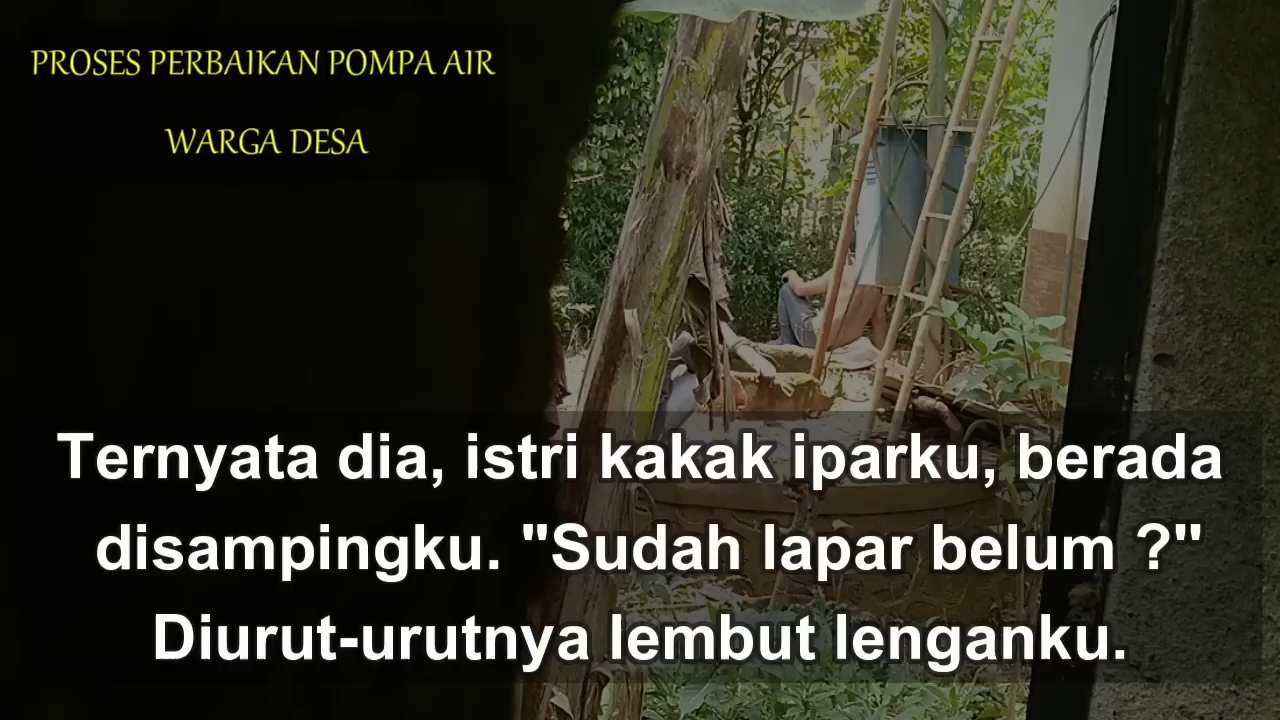 PROSES PERBAIKAN POMPA AIR
WARGA DESA
Ternyata dia, istri kakak iparku, berada
disampingku. "Sudah lapar belum ?"
Diurut-urutnya lembut lenganku.